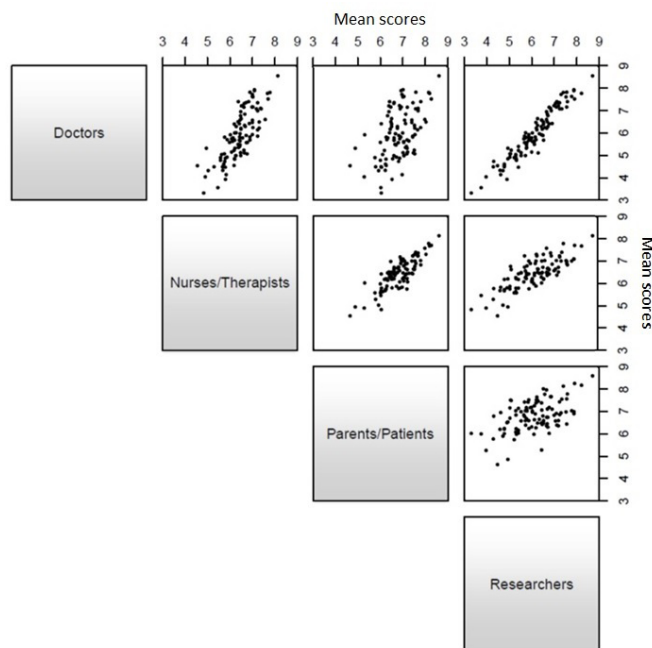 Mean scores
3 4 5 6 7 8 9 3 4 5 6 7 8 9 3 4 5 6 7 8 9
Doctors
3 4 5 6 7 8 9
Nurses/Therapists
3 4 5 6 7 8 9
Mean scores
Parents/Patients
3 4 5 6 7 8 9
Researchers